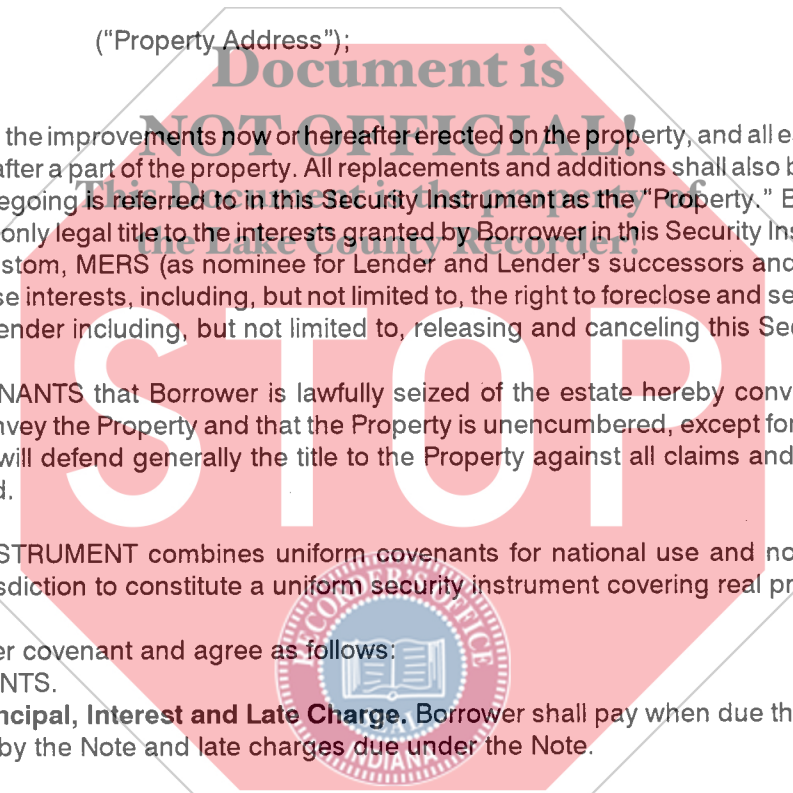 ("Property Address");
Document is
NOT OFFICIAL!
the improvements now or hereafter erected on the property, and all
after a part of the property. All replacements and additions shall also
This Document is the property of
egoing is referred to in this Security Instrument as the "Property."
only legal title to the interests granted by Borrower in this Security
the Lake County Recorder!
stom, MERS (as nominee for Lender and Lender's successors and
se interests, including, but not limited to, the right to foreclose and
ender including, but not limited to, releasing and canceling this
STOP
NANTS that Borrower is lawfully seized of the estate hereby
nvey the Property and that the Property is unencumbered, except for
will defend generally the title to the Property against all claims and
d.
STRUMENT combines uniform covenants for national use and
sdiction to constitute a uniform security instrument covering real
RECORDER'S OFFICE
er covenant and agree as follows:
NTS.
ncipal, Interest and Late Charge. Borrower shall pay when due
by the Note and late charges due under the Note.
INDIANA